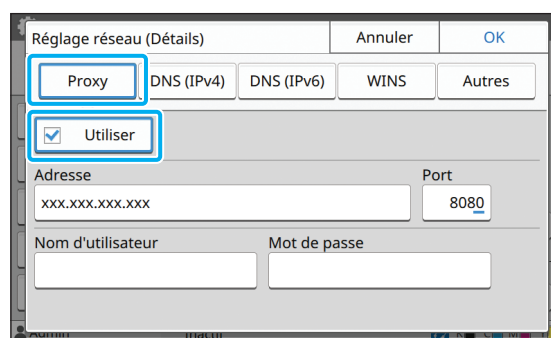 Réglage réseau (Détails) Annuler OK
Proxy DNS (IPv4) DNS (IPv6) WINS Autres
Utiliser
Adresse Port
xxx.xxx.xxx.xxx 8080
Nom d'utilisateur Mot de passe